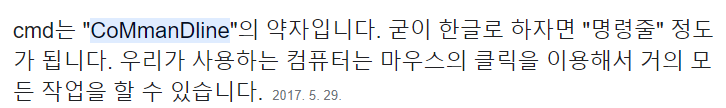 cmd는 "CoMmanDline"의 약자입니다. 굳이 한글로 하자면 "명령줄" 정도
가 됩니다. 우리가 사용하는 컴퓨터는 마우스의 클릭을 이용해서 거의 모
든 작업을 할 수 있습니다. 2017. 5. 29.